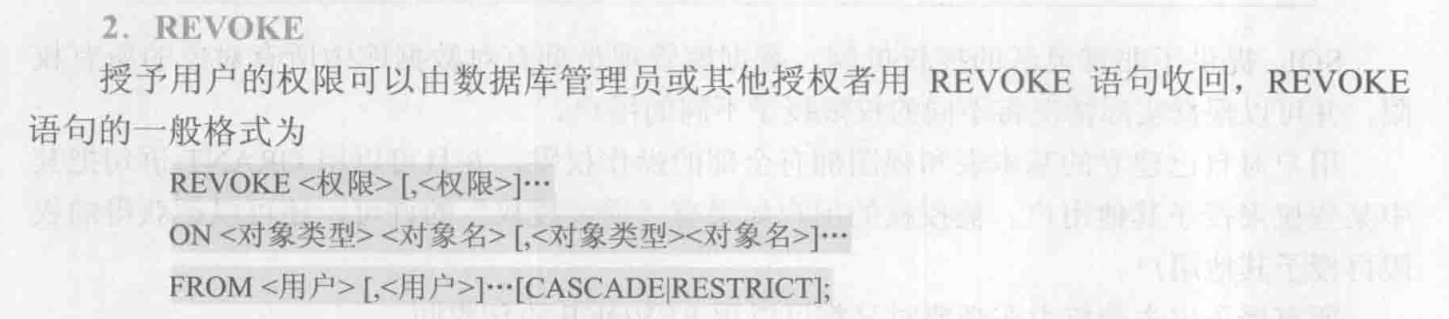 2. REVOKE
授予用户的权限可以由数据库管理员或其他授权者用 REVOKE 语句收回，REVOKE
语句的一般格式为
REVOKE <权限> [,<权限>]…
ON <对象类型> <对象名> [,<对象类型><对象名>]…
FROM <用户> [,<用户>]…[CASCADE|RESTRICT];